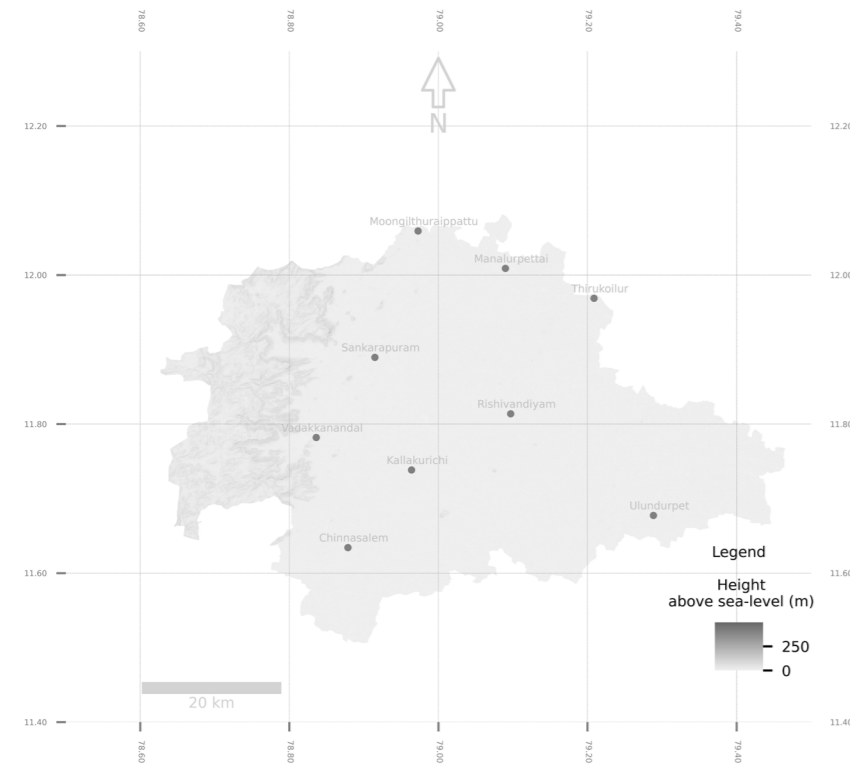 78.60 78.80 79.00 79.20 79.40
N
12.20 12.20
Moongilthuraippattu
Manalurpettai
12.00 12.00
Thirukoilur
Sankarapuram
Rishivandiyam
11.80 11.80
Vadakkanandal
Kallakurichi
Ulundurpet
Chinnasalem
Legend
11.60 11.60
Height
above sea-level (m)
250
0
20 km
11.40 11.40
78.60 78.80 79.00 79.20 79.40